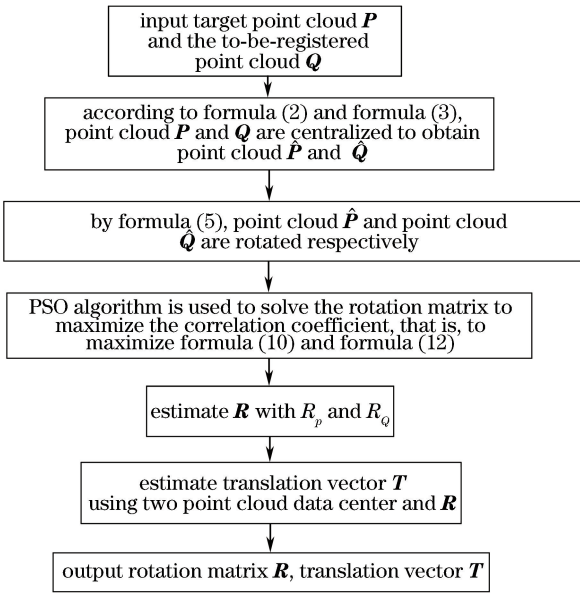 input target point cloud P
and the to-be-registered
point cloud Q
according to formula (2) and formula (3),
point cloud P and Q are centralized to obtain
point cloud P̂ and Q̂
by formula (5), point cloud P̂ and point cloud
Q̂ are rotated respectively
PSO algorithm is used to solve the rotation matrix to
maximize the correlation coefficient, that is, to
maximize formula (10) and formula (12)
estimate R with R_p and R_Q
estimate translation vector T
using two point cloud data center and R
output rotation matrix R, translation vector T